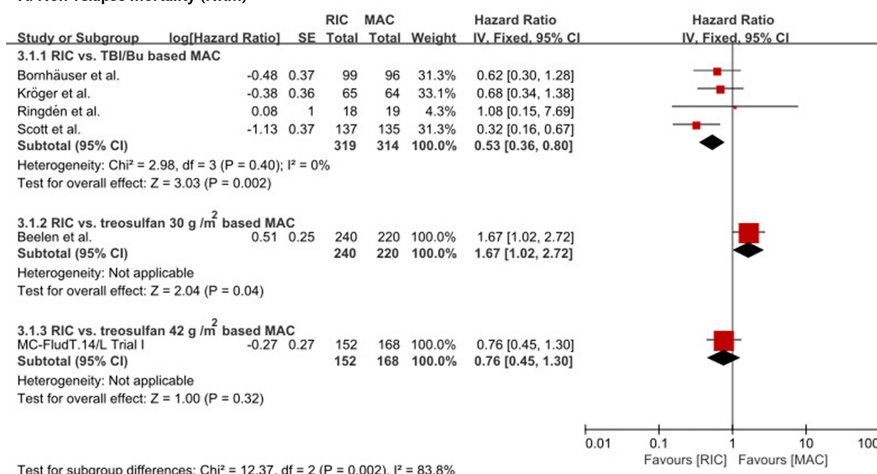 RIC MAC Hazard Ratio Hazard Ratio
Study or Subgroup log[Hazard Ratio] SE Total Total Weight IV, Fixed, 95% CI IV, Fixed, 95% CI
3.1.1 RIC vs. TBI/Bu based MAC
Bornhäuser et al. -0.48 0.37 99 96 31.3% 0.62 [0.30, 1.28]
Kröger et al. -0.38 0.36 65 64 33.1% 0.68 [0.34, 1.38]
Ringdén et al. 0.08 1 18 19 4.3% 1.08 [0.15, 7.69]
Scott et al. -1.13 0.37 137 135 31.3% 0.32 [0.16, 0.67]
Subtotal (95% CI) 319 314 100.0% 0.53 [0.36, 0.80]
Heterogeneity: Chi² = 2.98, df = 3 (P = 0.40); I² = 0%
Test for overall effect: Z = 3.03 (P = 0.002)
3.1.2 RIC vs. treosulfan 30 g /m² based MAC
Beelen et al. 0.51 0.25 240 220 100.0% 1.67 [1.02, 2.72]
Subtotal (95% CI) 240 220 100.0% 1.67 [1.02, 2.72]
Heterogeneity: Not applicable
Test for overall effect: Z = 2.04 (P = 0.04)
3.1.3 RIC vs. treosulfan 42 g /m² based MAC
MC-FludT.14/L Trial I -0.27 0.27 152 168 100.0% 0.76 [0.45, 1.30]
Subtotal (95% CI) 152 168 100.0% 0.76 [0.45, 1.30]
Heterogeneity: Not applicable
Test for overall effect: Z = 1.00 (P = 0.32)
0.01 0.1 1 10 100
Favours [RIC] Favours [MAC]
Test for subgroup differences: Chi² = 12.37, df = 2 (P = 0.002), I² = 83.8%